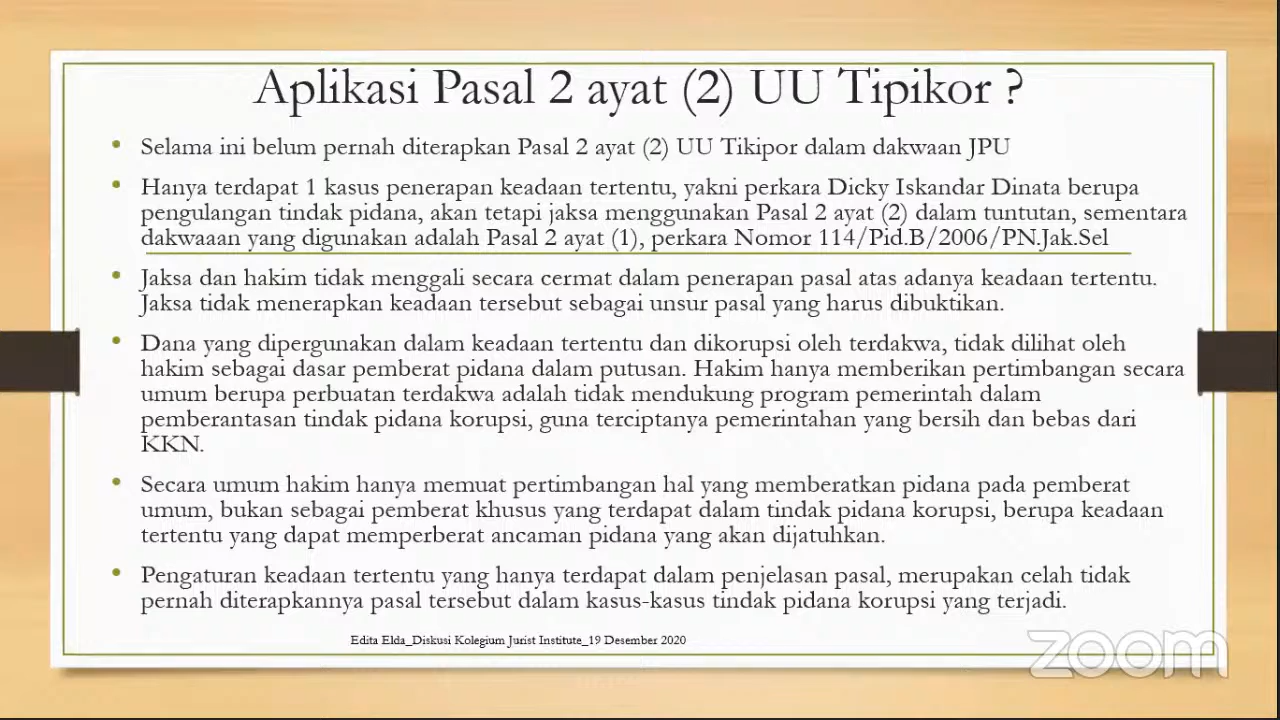 Aplikasi Pasal 2 ayat (2) UU Tipikor ?
• Selama ini belum pernah diterapkan Pasal 2 ayat (2) UU Tikipor dalam dakwaan JPU
• Hanya terdapat 1 kasus penerapan keadaan tertentu, yakni perkara Dicky Iskandar Dinata berupa
pengulangan tindak pidana, akan tetapi jaksa menggunakan Pasal 2 ayat (2) dalam tuntutan, sementara
dakwaaan yang digunakan adalah Pasal 2 ayat (1), perkara Nomor 114/Pid.B/2006/PN.Jak.Sel
• Jaksa dan hakim tidak menggali secara cermat dalam penerapan pasal atas adanya keadaan tertentu.
Jaksa tidak menerapkan keadaan tersebut sebagai unsur pasal yang harus dibuktikan.
• Dana yang dipergunakan dalam keadaan tertentu dan dikorupsi oleh terdakwa, tidak dilihat oleh
hakim sebagai dasar pemberat pidana dalam putusan. Hakim hanya memberikan pertimbangan secara
umum berupa perbuatan terdakwa adalah tidak mendukung program pemerintah dalam
pemberantasan tindak pidana korupsi, guna terciptanya pemerintahan yang bersih dan bebas dari
KKN.
• Secara umum hakim hanya memuat pertimbangan hal yang memberatkan pidana pada pemberat
umum, bukan sebagai pemberat khusus yang terdapat dalam tindak pidana korupsi, berupa keadaan
tertentu yang dapat memperberat ancaman pidana yang akan dijatuhkan.
• Pengaturan keadaan tertentu yang hanya terdapat dalam penjelasan pasal, merupakan celah tidak
pernah diterapkannya pasal tersebut dalam kasus-kasus tindak pidana korupsi yang terjadi.
Edita Elda_Diskusi Kolegium Jurist Institute_19 Desember 2020
zoom